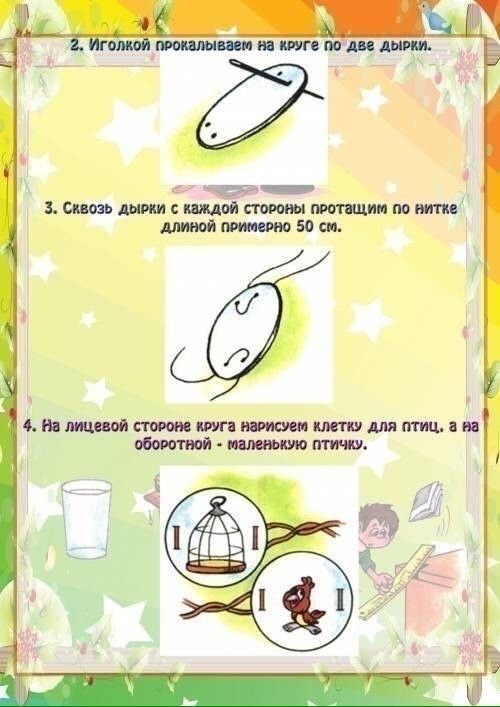 2. Иголкой прокалываем на круге по две дырки.
3. Сквозь дырки с каждой стороны протащим по нитке
длиной примерно 50 см.
4. На лицевой стороне круга нарисуем клетку для птиц, а на
оборотной - маленькую птичку.